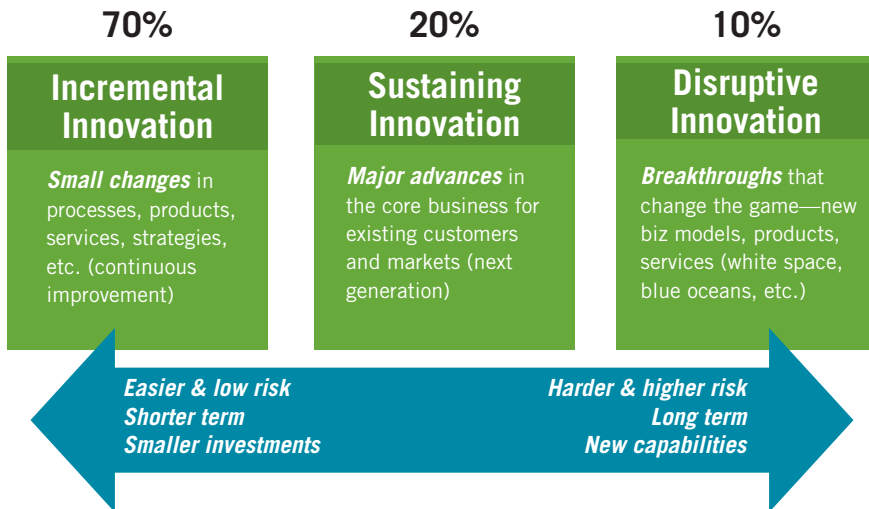 70%
20%
10%
Incremental
Innovation
Small changes in
processes, products,
services, strategies,
etc. (continuous
improvement)
Sustaining
Innovation
Major advances in
the core business for
existing customers
and markets (next
generation)
Disruptive
Innovation
Breakthroughs that
change the game—new
biz models, products,
services (white space,
blue oceans, etc.)
Easier & low risk
Shorter term
Smaller investments
Harder & higher risk
Long term
New capabilities